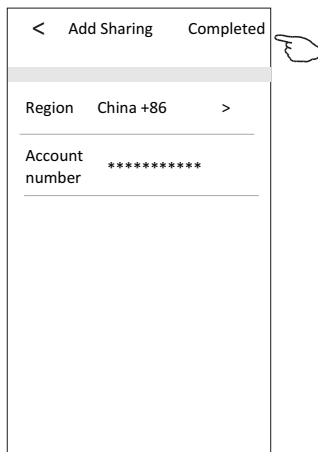 < Add Sharing Completed
Region China +86 >
Account
number ***********